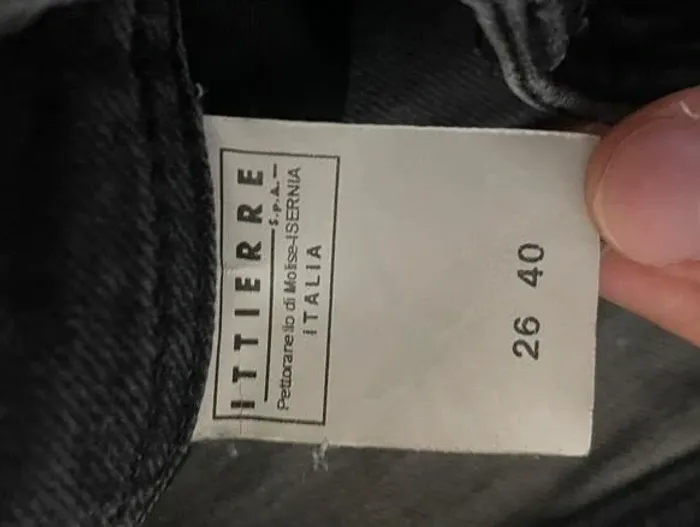 ITTIERRE
S.p.A.
Pettoranello di Molise-ISERNIA
ITALIA
26 40